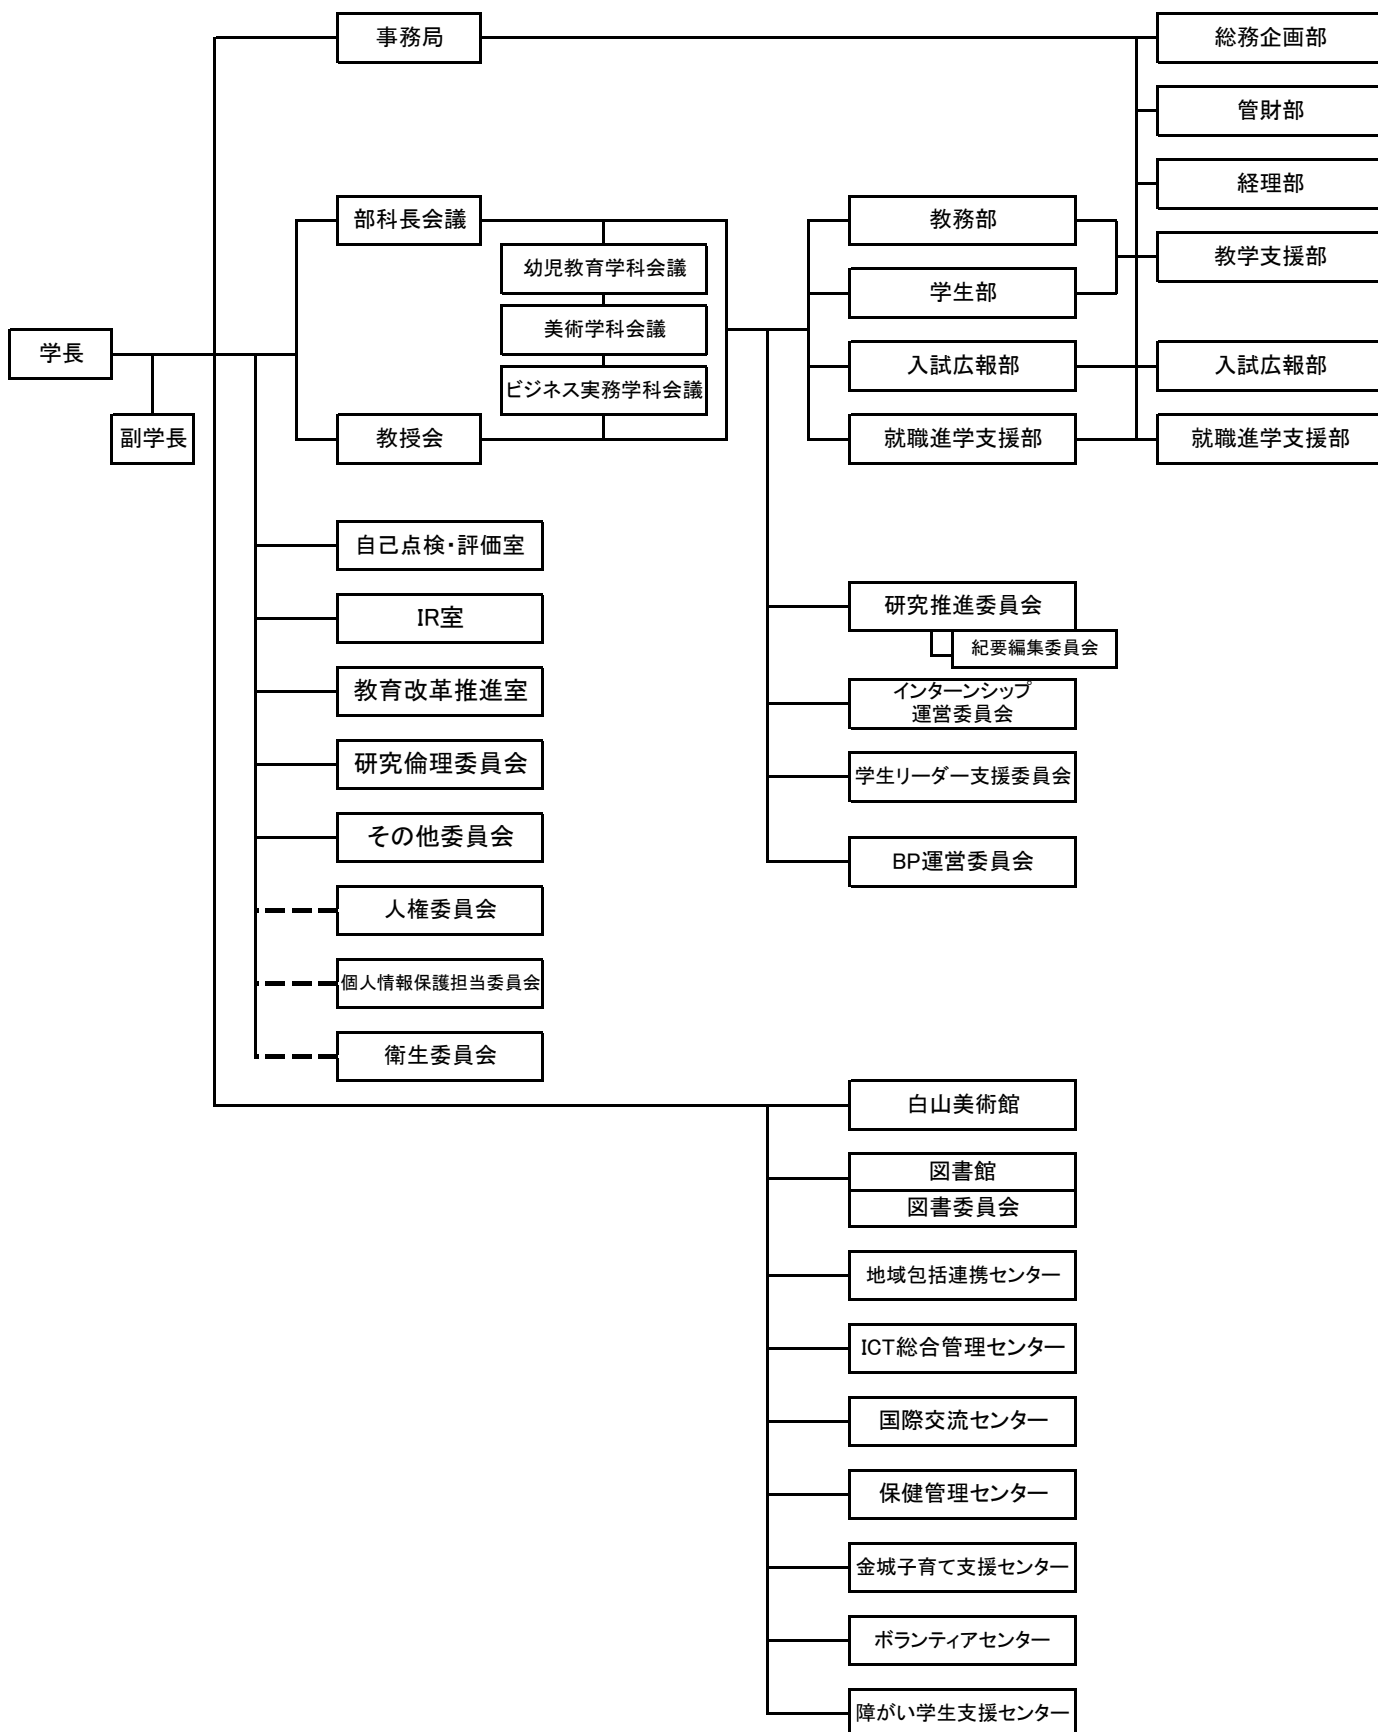 事務局
総務企画部
管財部
経理部
部科長会議
教務部
教学支援部
幼児教育学科会議
学生部
美術学科会議
学長
入試広報部
入試広報部
ビジネス実務学科会議
副学長
教授会
就職進学支援部
就職進学支援部
自己点検・評価室
IR室
教育改革推進室
研究倫理委員会
その他委員会
人権委員会
個人情報保護担当委員会
衛生委員会
研究推進委員会
紀要編集委員会
インターンシップ
運営委員会
学生リーダー支援委員会
BP運営委員会
白山美術館
図書館
図書委員会
地域包括連携センター
ICT総合管理センター
国際交流センター
保健管理センター
金城子育て支援センター
ボランティアセンター
障がい学生支援センター